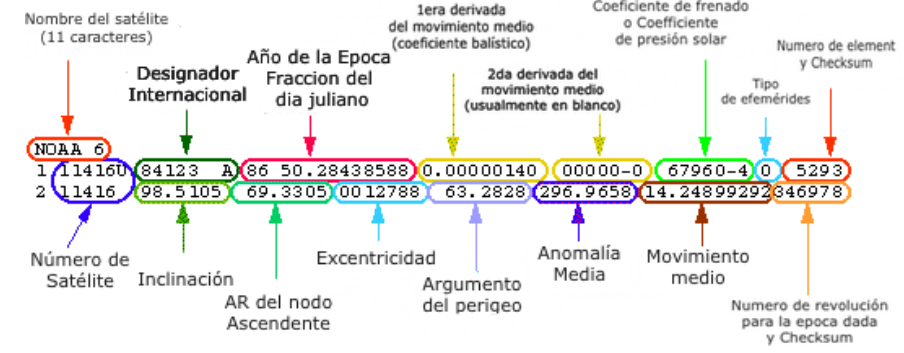 Nombre del satélite
(11 caracteres)
Designador
Internacional
Año de la Epoca
Fraccion del
dia juliano
1era derivada
del movimiento medio
(coeficiente balístico)
2da derivada del
movimiento medio
(usualmente en blanco)
Coeficiente de frenado
o Coefficiente
de presión solar
Tipo
de efemérides
Numero de element
y Checksum
NOAA 6
1 11416U 84123 A 86 50.28438588 0.00000140 00000-0 67960-4 0 5293
2 11416 98.5105 69.3305 0012788 63.2828 296.9658 14.24899292 346978
Número de
Satélite
Inclinación
AR del nodo
Ascendente
Excentricidad
Argumento
del perigeo
Anomalía
Media
Movimiento
medio
Numero de revolución
para la epoca dada
y Checksum